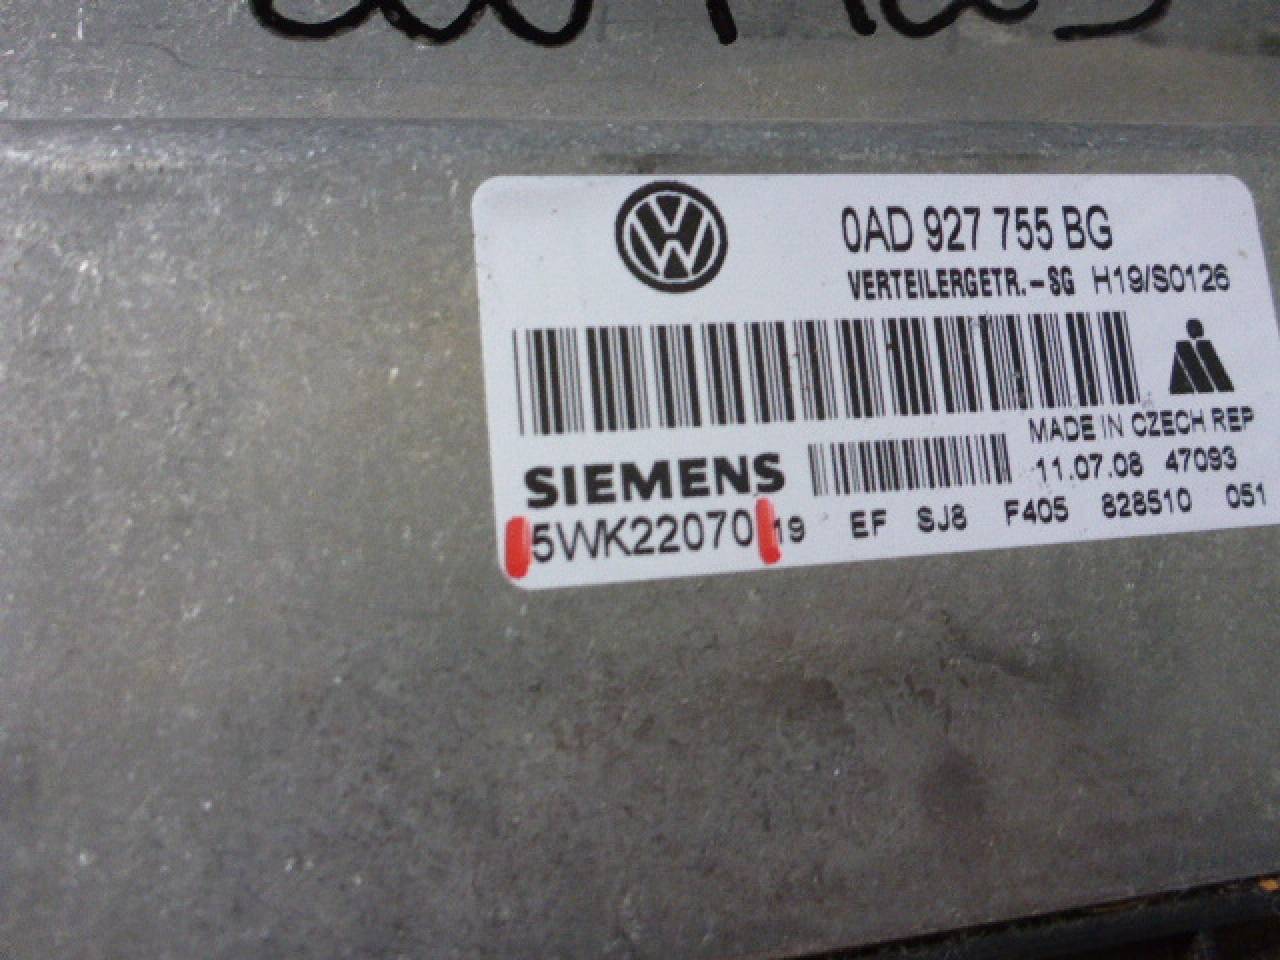 0AD 927 755 BG
VERTEILERGETR.-SG H19/S0126
MADE IN CZECH REP
SIEMENS
11.07.08 47093
5WK22070 19 EF SJ8 F405 828510 051